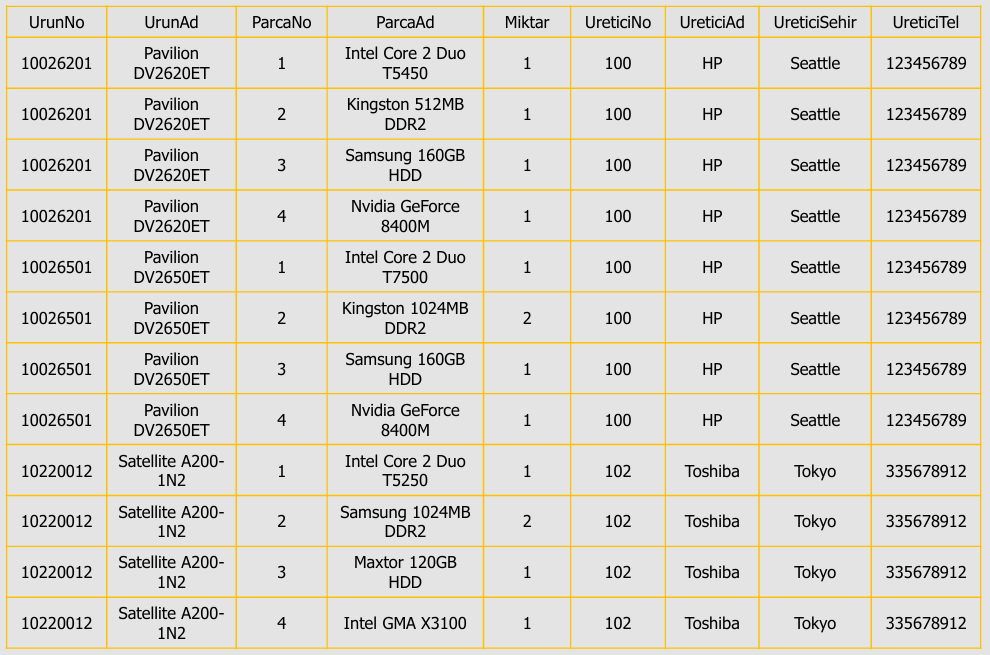 UrunNo UrunAd ParcaNo ParcaAd Miktar UreticiNo UreticiAd UreticiSehir UreticiTel
10026201 Pavilion DV2620ET 1 Intel Core 2 Duo T5450 1 100 HP Seattle 123456789
10026201 Pavilion DV2620ET 2 Kingston 512MB DDR2 1 100 HP Seattle 123456789
10026201 Pavilion DV2620ET 3 Samsung 160GB HDD 1 100 HP Seattle 123456789
10026201 Pavilion DV2620ET 4 Nvidia GeForce 8400M 1 100 HP Seattle 123456789
10026501 Pavilion DV2650ET 1 Intel Core 2 Duo T7500 1 100 HP Seattle 123456789
10026501 Pavilion DV2650ET 2 Kingston 1024MB DDR2 2 100 HP Seattle 123456789
10026501 Pavilion DV2650ET 3 Samsung 160GB HDD 1 100 HP Seattle 123456789
10026501 Pavilion DV2650ET 4 Nvidia GeForce 8400M 1 100 HP Seattle 123456789
10220012 Satellite A200-1N2 1 Intel Core 2 Duo T5250 1 102 Toshiba Tokyo 335678912
10220012 Satellite A200-1N2 2 Samsung 1024MB DDR2 2 102 Toshiba Tokyo 335678912
10220012 Satellite A200-1N2 3 Maxtor 120GB HDD 1 102 Toshiba Tokyo 335678912
10220012 Satellite A200-1N2 4 Intel GMA X3100 1 102 Toshiba Tokyo 335678912